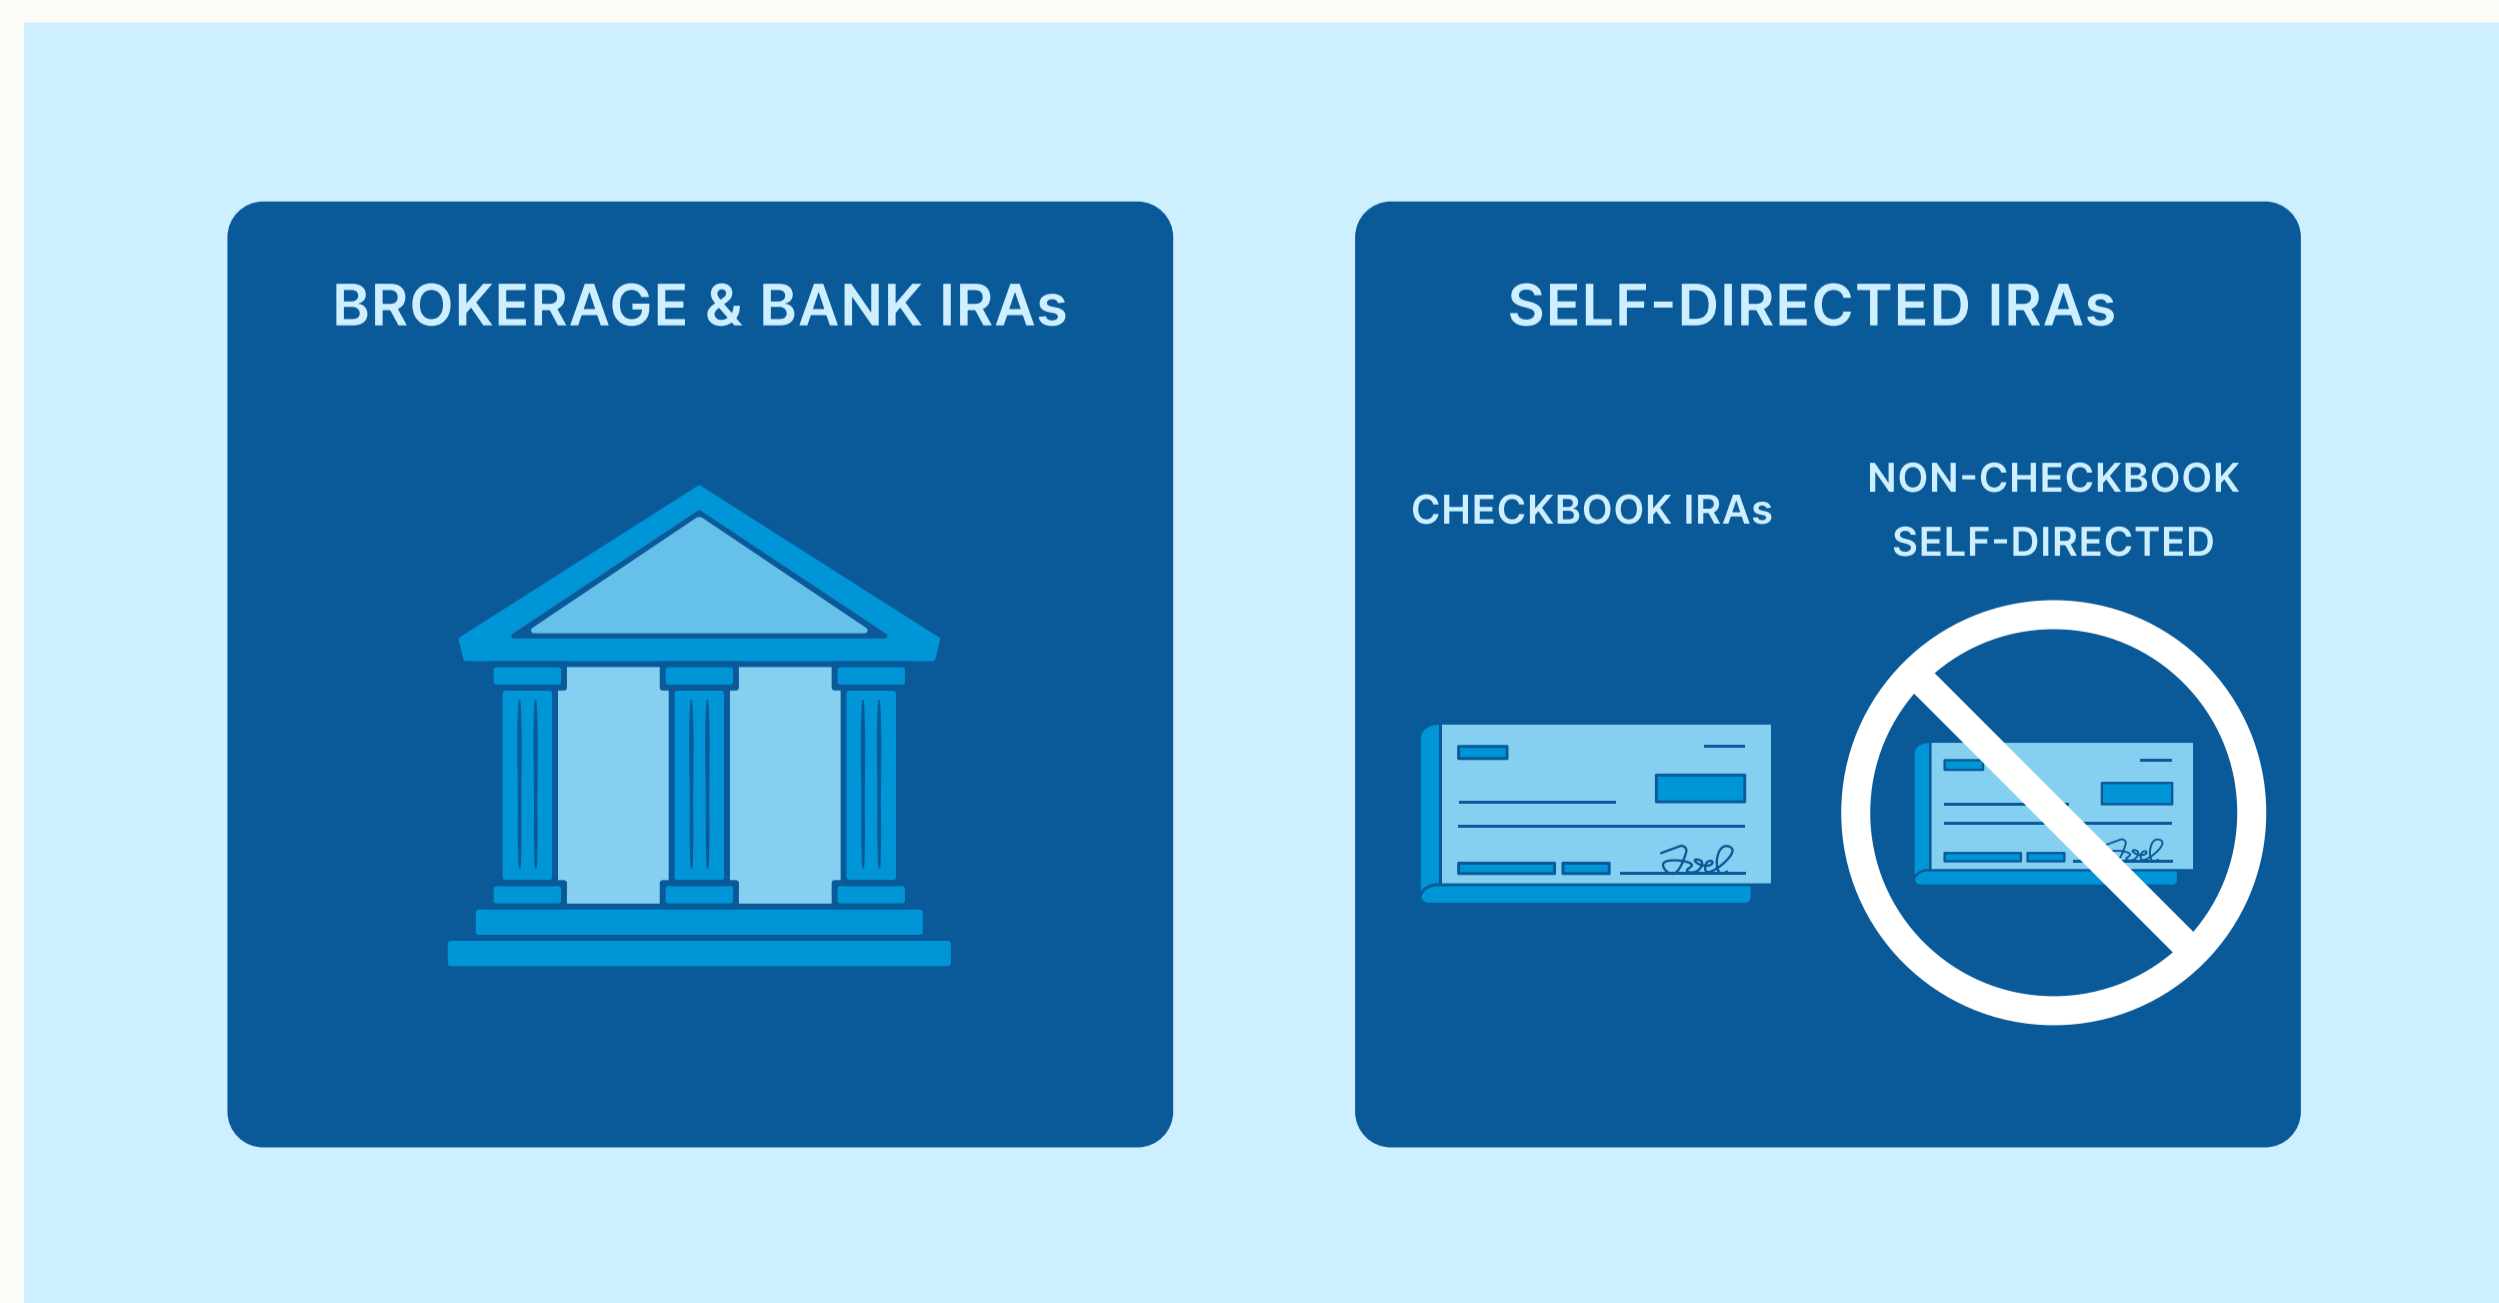 BROKERAGE & BANK IRAs
SELF-DIRECTED IRAs
CHECKBOOK IRAs
NON-CHECKBOOK
SELF-DIRECTED